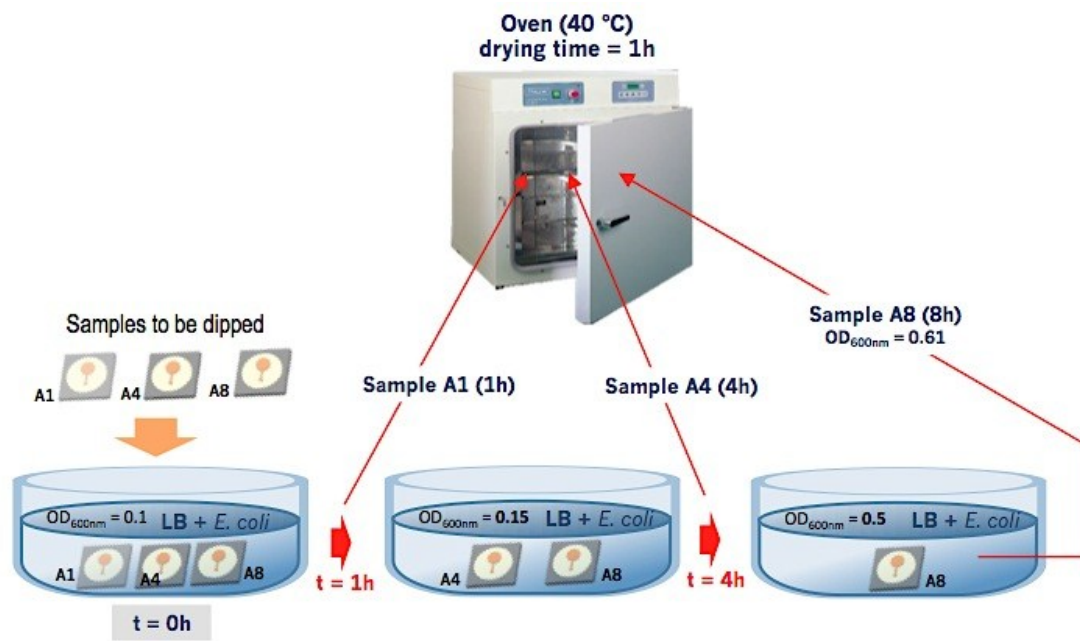 Oven (40 °C)
drying time = 1h
Samples to be dipped
A1
A4
A8
Sample A1 (1h)
Sample A4 (4h)
Sample A8 (8h)
OD600nm = 0.61
OD600nm = 0.1 LB + E. coli
A1
A4
A8
t = 0h
t = 1h
OD600nm = 0.15 LB + E. coli
A4
A8
t = 4h
OD600nm = 0.5 LB + E. coli
A8